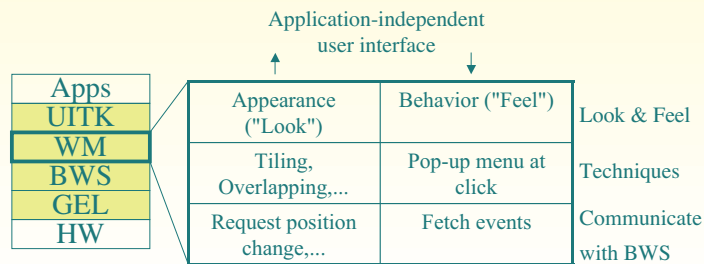 Application-independent
user interface
Apps
UITK
WM
BWS
GEL
HW
Appearance
("Look")
Behavior ("Feel")
Look & Feel
Tiling,
Overlapping,...
Pop-up menu at
click
Techniques
Request position
change,...
Fetch events
Communicate
with BWS